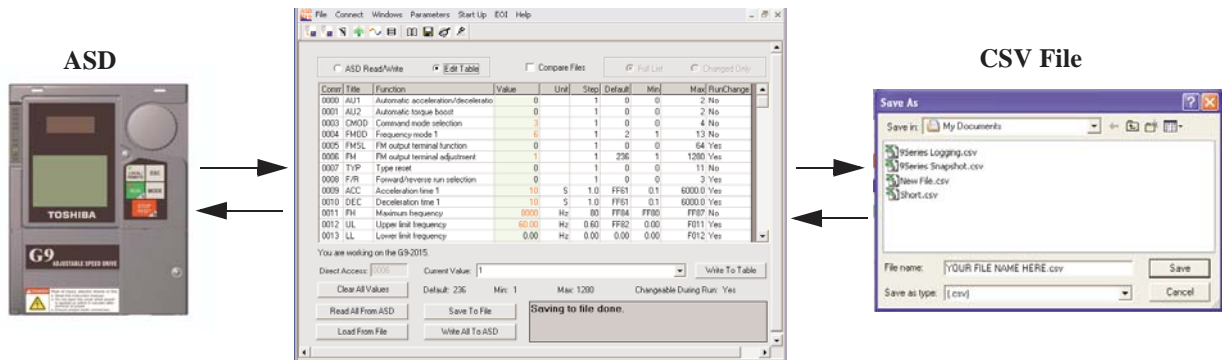 ASD
CSV File
TOSHIBA
G9 ADJUSTABLE SPEED DRIVE
LOCAL REMOTE ESC
RUN MODE
STOP RESET
File Connect Windows Parameters Start Up EOI Help
ASD Read/Write Edit Table Compare Files Full List Changed Only
Comm Title Function Value Unit Step Default Min Max RunChange
0000 AU1 Automatic acceleration/deceleratio 0 1 0 0 2 No
0001 AU2 Automatic torque boost 0 1 0 0 2 No
0003 CMOD Command mode selection 3 1 0 0 4 No
0004 FMOD Frequency mode 1 6 1 2 1 13 No
0005 FMSL FM output terminal function 0 1 0 0 64 Yes
0006 FM FM output terminal adjustment 1 1 236 1 1280 Yes
0007 TYP Type reset 0 1 0 0 11 No
0008 F/R Forward/reverse run selection 0 1 0 0 3 Yes
0009 ACC Acceleration time 1 10 S 1.0 FF61 0.1 6000.0 Yes
0010 DEC Deceleration time 1 10 S 1.0 FF61 0.1 6000.0 Yes
0011 FH Maximum frequency 8000 Hz 80 FF84 FF80 FF87 No
0012 UL Upper limit frequency 60.00 Hz 0.60 FF82 0.00 F011 Yes
0013 LL Lower limit frequency 0.00 Hz 0.00 0.00 0.00 F012 Yes
You are working on the G9-2015.
Direct Access: 0006 Current Value: 1 Write To Table
Clear All Values Default: 236 Min: 1 Max: 1280 Changeable During Run: Yes
Read All From ASD Save To File Saving to file done.
Load From File Write All To ASD
Save As
Save in: My Documents
9Series Logging.csv
9Series Snapshot.csv
New File.csv
Short.csv
File name: YOUR FILE NAME HERE.csv Save
Save as type: (.csv) Cancel